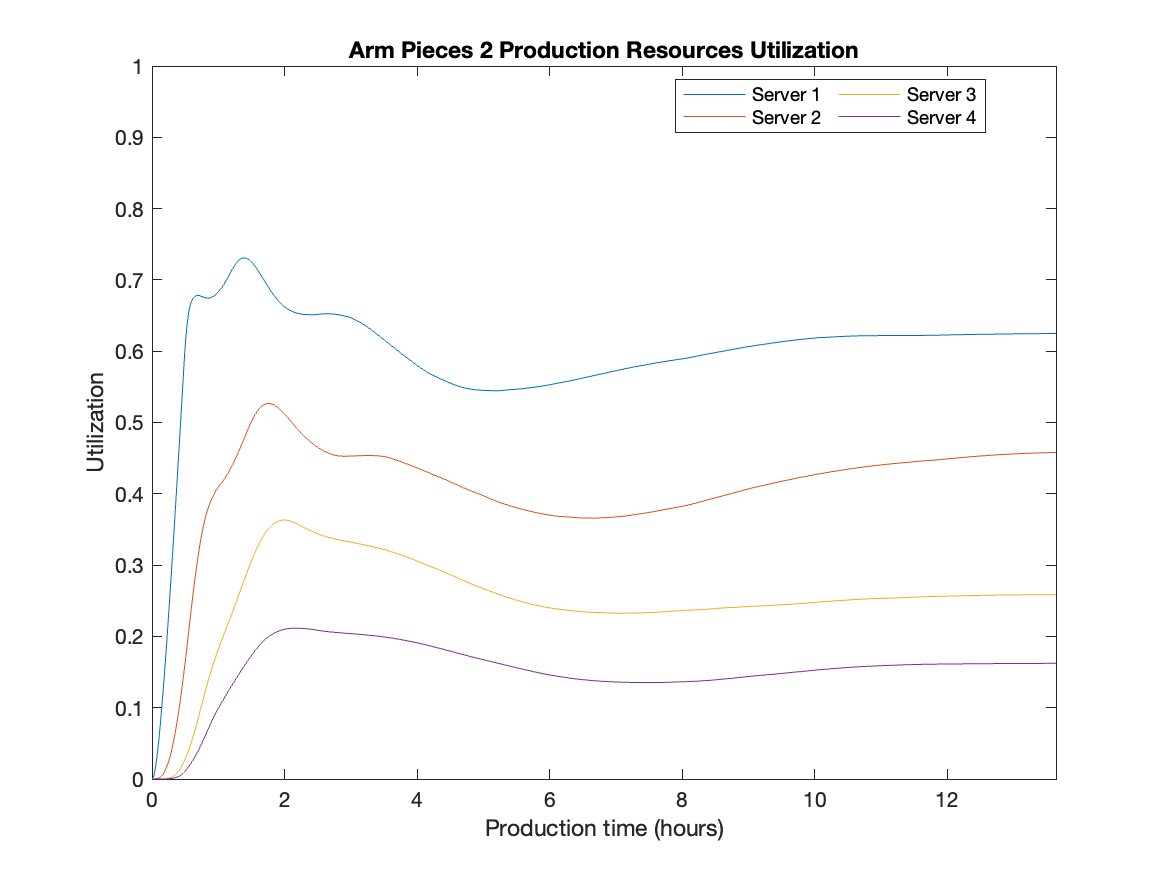 Arm Pieces 2 Production Resources Utilization
1
Server 1 Server 3
Server 2 Server 4
0.9
0.8
0.7
0.6
0.5
0.4
0.3
0.2
0.1
0
Utilization
0 2 4 6 8 10 12
Production time (hours)